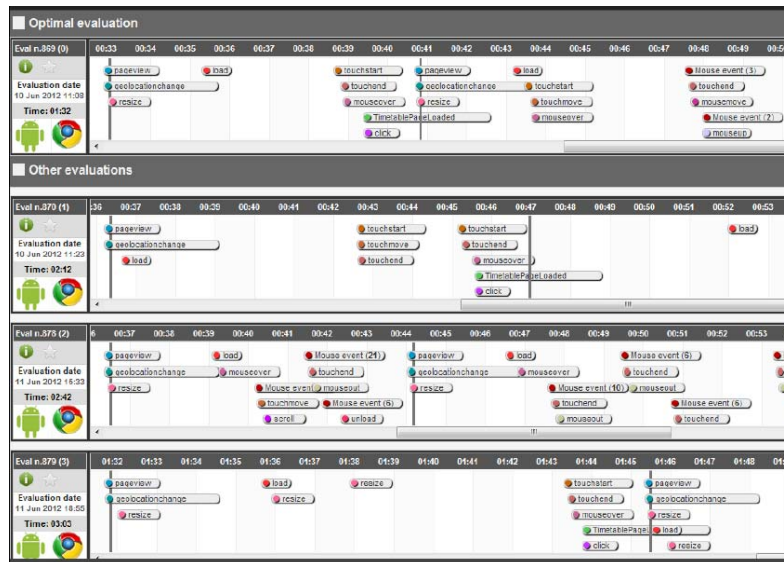 Optimal evaluation
Eval n.869 (0) 00:33 00:34 00:35 00:36 00:37 00:38 00:39 00:40 00:41 00:42 00:43 00:44 00:45 00:46 00:47 00:48 00:49
pageview load) touchstart pageview load) Mouse event (3)
geolocationchange touchend geolocationchange touchstart touchend
Evaluation date resize mouseover resize touchmove mousemove
10 Jun 2012 11:08
Time: 01:32 TimetablePageLoaded mouseover Mouse event (2)
click mouseup
Other evaluations
Eval n.870 (1) :36 00:37 00:38 00:39 00:40 00:41 00:42 00:43 00:44 00:45 00:46 00:47 00:48 00:49 00:50 00:51 00:52 00:53
pageview touchstart touchstart load)
geolocationchange touchmove touchend
Evaluation date load) touchend mouseover
10 Jun 2012 11:23
Time: 02:12 TimetablePageLoaded
click
Eval n.878 (2) 6 00:37 00:38 00:39 00:40 00:41 00:42 00:43 00:44 00:45 00:46 00:47 00:48 00:49 00:50 00:51 00:52 00:53
pageview load) Mouse event (21) pageview load) Mouse event (6)
geolocationchange mouseover touchend geolocationchange mouseover touchend
Evaluation date resize Mouse event mouseout resize Mouse event (10) mouseout
11 Jun 2012 15:33
Time: 02:42 touchmove Mouse event (6) touchend Mouse event (6)
scroll unload mouseout touchend
Eval n.879 (3) 01:32 01:33 01:34 01:35 01:36 01:37 01:38 01:39 01:40 01:41 01:42 01:43 01:44 01:45 01:46 01:47 01:48
pageview load) resize touchstart pageview
geolocationchange resize touchend geolocationchange
Evaluation date resize mouseover resize
11 Jun 2012 18:55
Time: 03:03 TimetablePageL load)
click resize